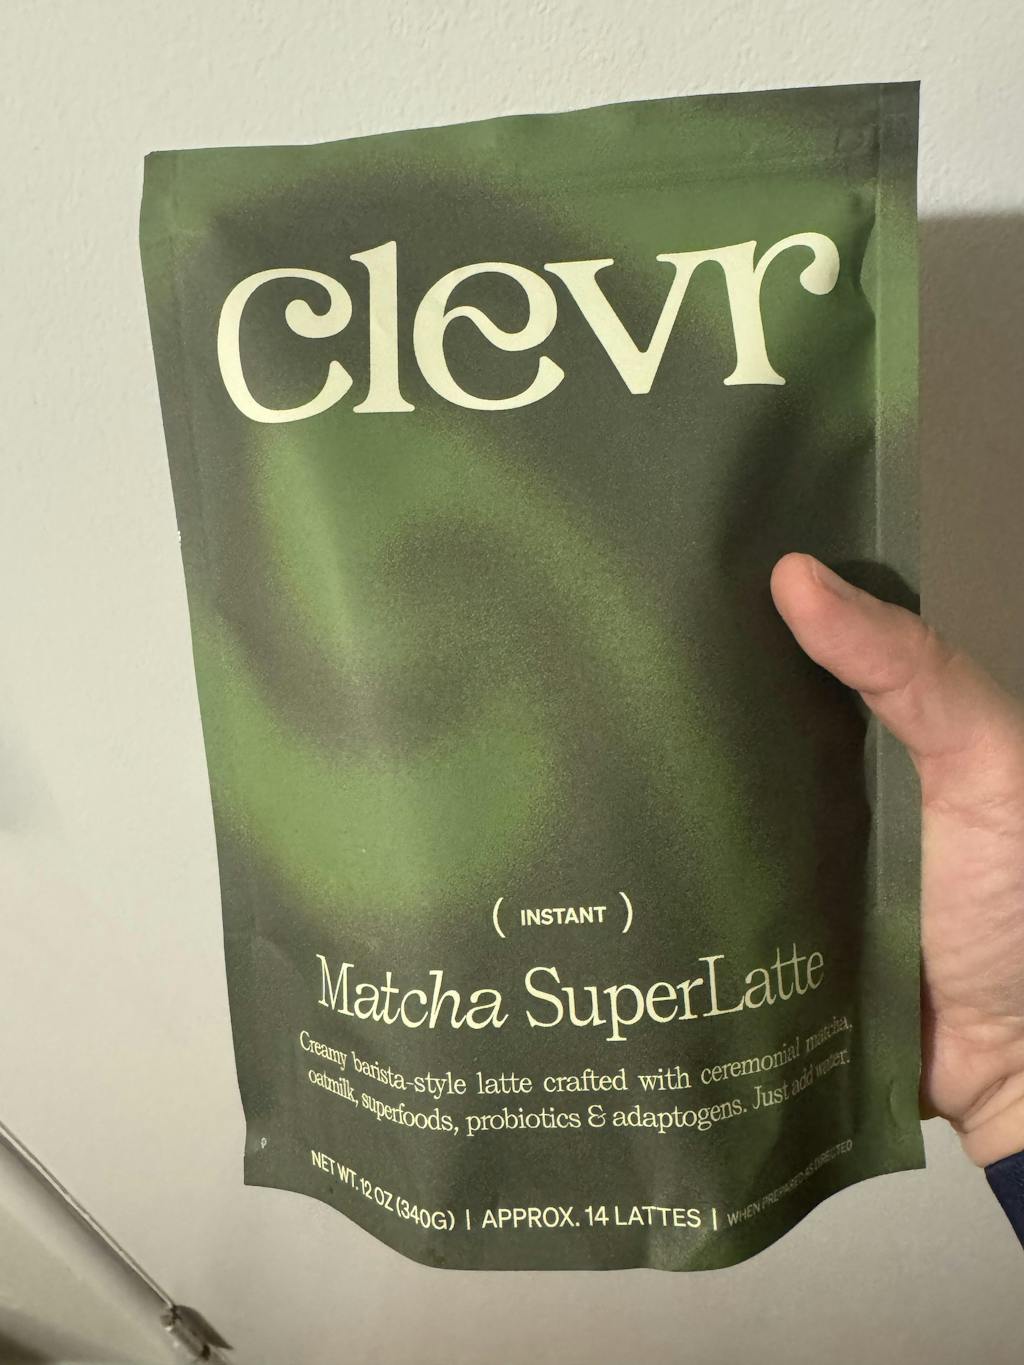 clevr
( INSTANT )
Matcha SuperLatte
Creamy barista-style latte crafted with ceremonial matcha,
oatmilk, superfoods, probiotics & adaptogens. Just add water.
NET WT. 12 OZ (340G) | APPROX. 14 LATTES | WHEN PREPARED AS DIRECTED